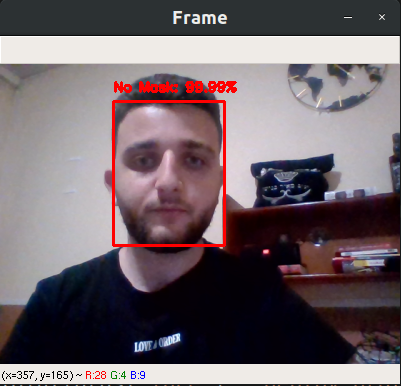 Frame
No Mask: 99.99%
LOVE & ORDER
(x=357, y=165) ~ R:28 G:4 B:9